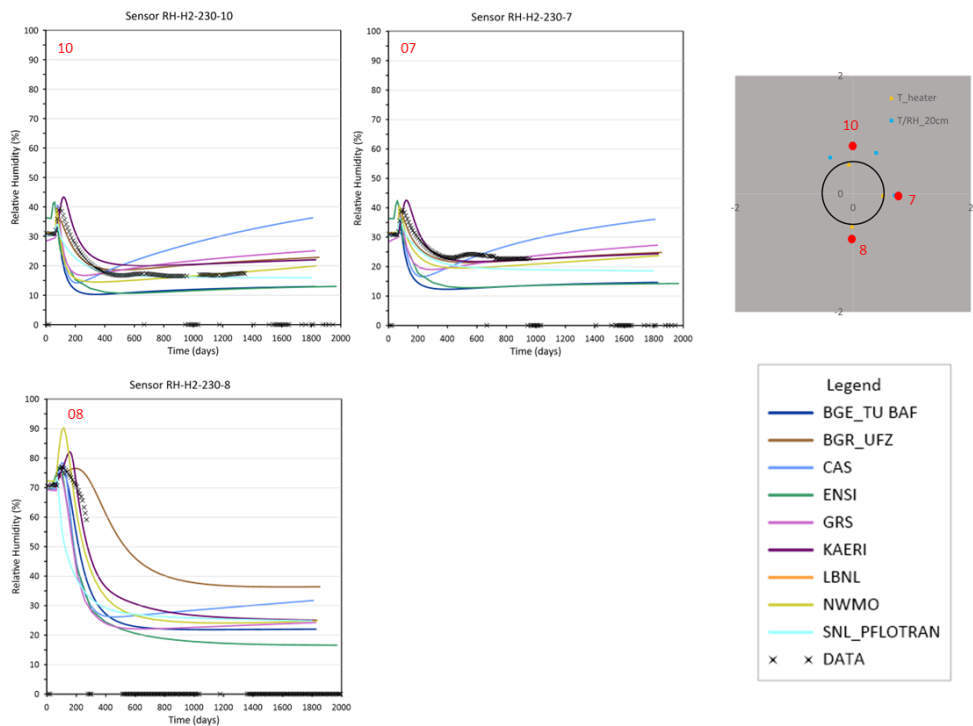 Sensor RH-H2-230-10
10
Relative Humidity (%)
100
90
80
70
60
50
40
30
20
10
0
0 200 400 600 800 1000 1200 1400 1600 1800 2000
Time (days)
Sensor RH-H2-230-7
07
Relative Humidity (%)
100
90
80
70
60
50
40
30
20
10
0
0 200 400 600 800 1000 1200 1400 1600 1800 2000
Time (days)
2
T_heater
T/RH_20cm
10
-2 0 0 2
7
8
-2
Sensor RH-H2-230-8
08
Relative Humidity (%)
100
90
80
70
60
50
40
30
20
10
0
0 200 400 600 800 1000 1200 1400 1600 1800 2000
Time (days)
Legend
BGE_TU BAF
BGR_UFZ
CAS
ENSI
GRS
KAERI
LBNL
NWMO
SNL_PFLOTRAN
DATA